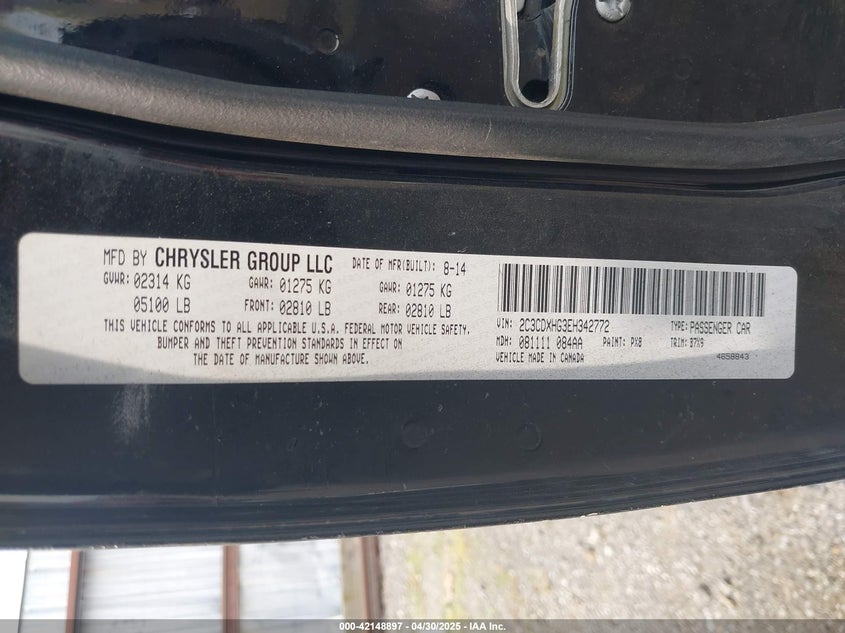 MFD BY CHRYSLER GROUP LLC DATE OF MFR(BUILT): 8-14
GVWR: 02314 KG GAWR: 01275 KG GAWR: 01275 KG
05100 LB FRONT: 02810 LB REAR: 02810 LB
THIS VEHICLE CONFORMS TO ALL APPLICABLE U.S.A. FEDERAL MOTOR VEHICLE SAFETY,
BUMPER AND THEFT PREVENTION STANDARDS IN EFFECT ON
THE DATE OF MANUFACTURE SHOWN ABOVE.
VIN: 2C3CDXHG3EH342772 TYPE: PASSENGER CAR
MDH: 081111 084AA PAINT: PX8 TRIM: B7X9
VEHICLE MADE IN CANADA 4658843
000-42148897 - 04/30/2025 - IAA Inc.